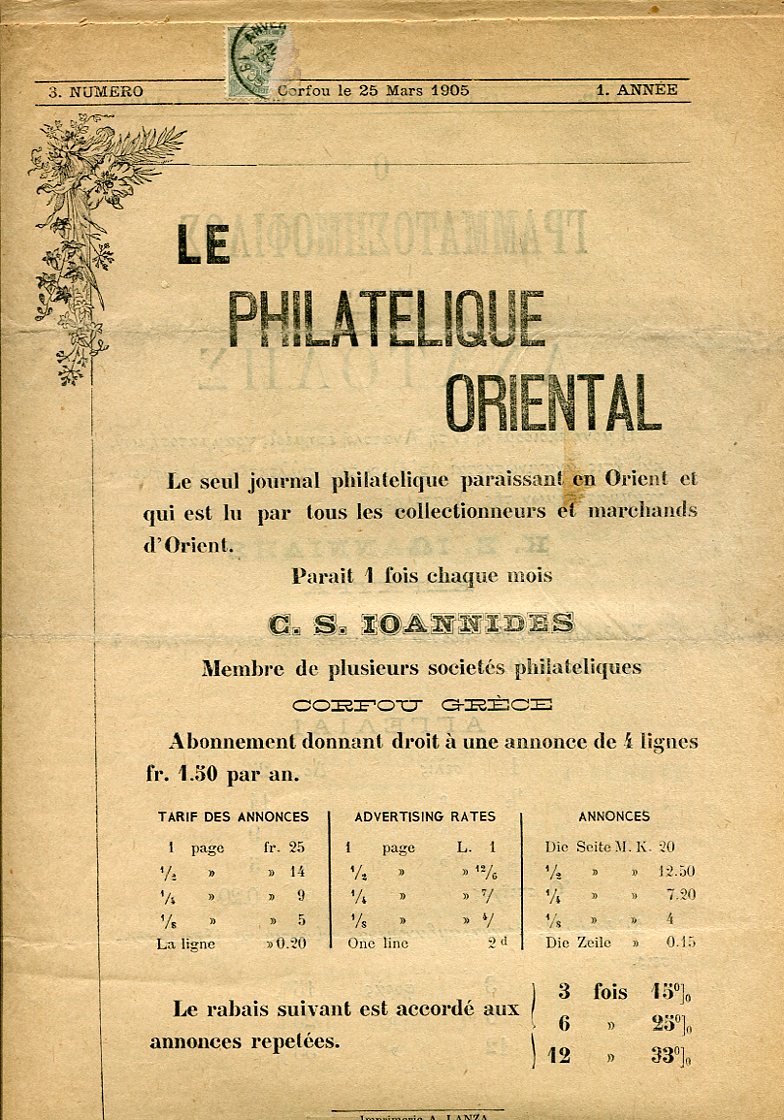 3. NUMERO Corfou le 25 Mars 1905 1. ANNÉE
LE
PHILATELIQUE
ORIENTAL
Le seul journal philatelique paraissant en Orient et
qui est lu par tous les collectionneurs et marchands
d'Orient.
Parait 1 fois chaque mois
C. S. IOANNIDES
Membre de plusieurs societés philateliques
CORFOU GRÈCE
Abonnement donnant droit à une annonce de 4 lignes
fr. 1.50 par an.
TARIF DES ANNONCES
1 page fr. 25
1/2 » » 14
1/4 » » 9
1/8 » » 5
La ligne » 0.20
ADVERTISING RATES
1 page L. 1
1/2 » » 12/6
1/4 » » 7/
1/8 » » 4/
One line 2 d
ANNONCES
Die Seite M. K. 20
1/2 » » 12.50
1/4 » » 7.20
1/8 » » 4
Die Zeile » 0.15
Le rabais suivant est accordé aux
annonces repetées.
3 fois 15%
6 » 25%
12 » 33%
Imprimerie A. LANZA